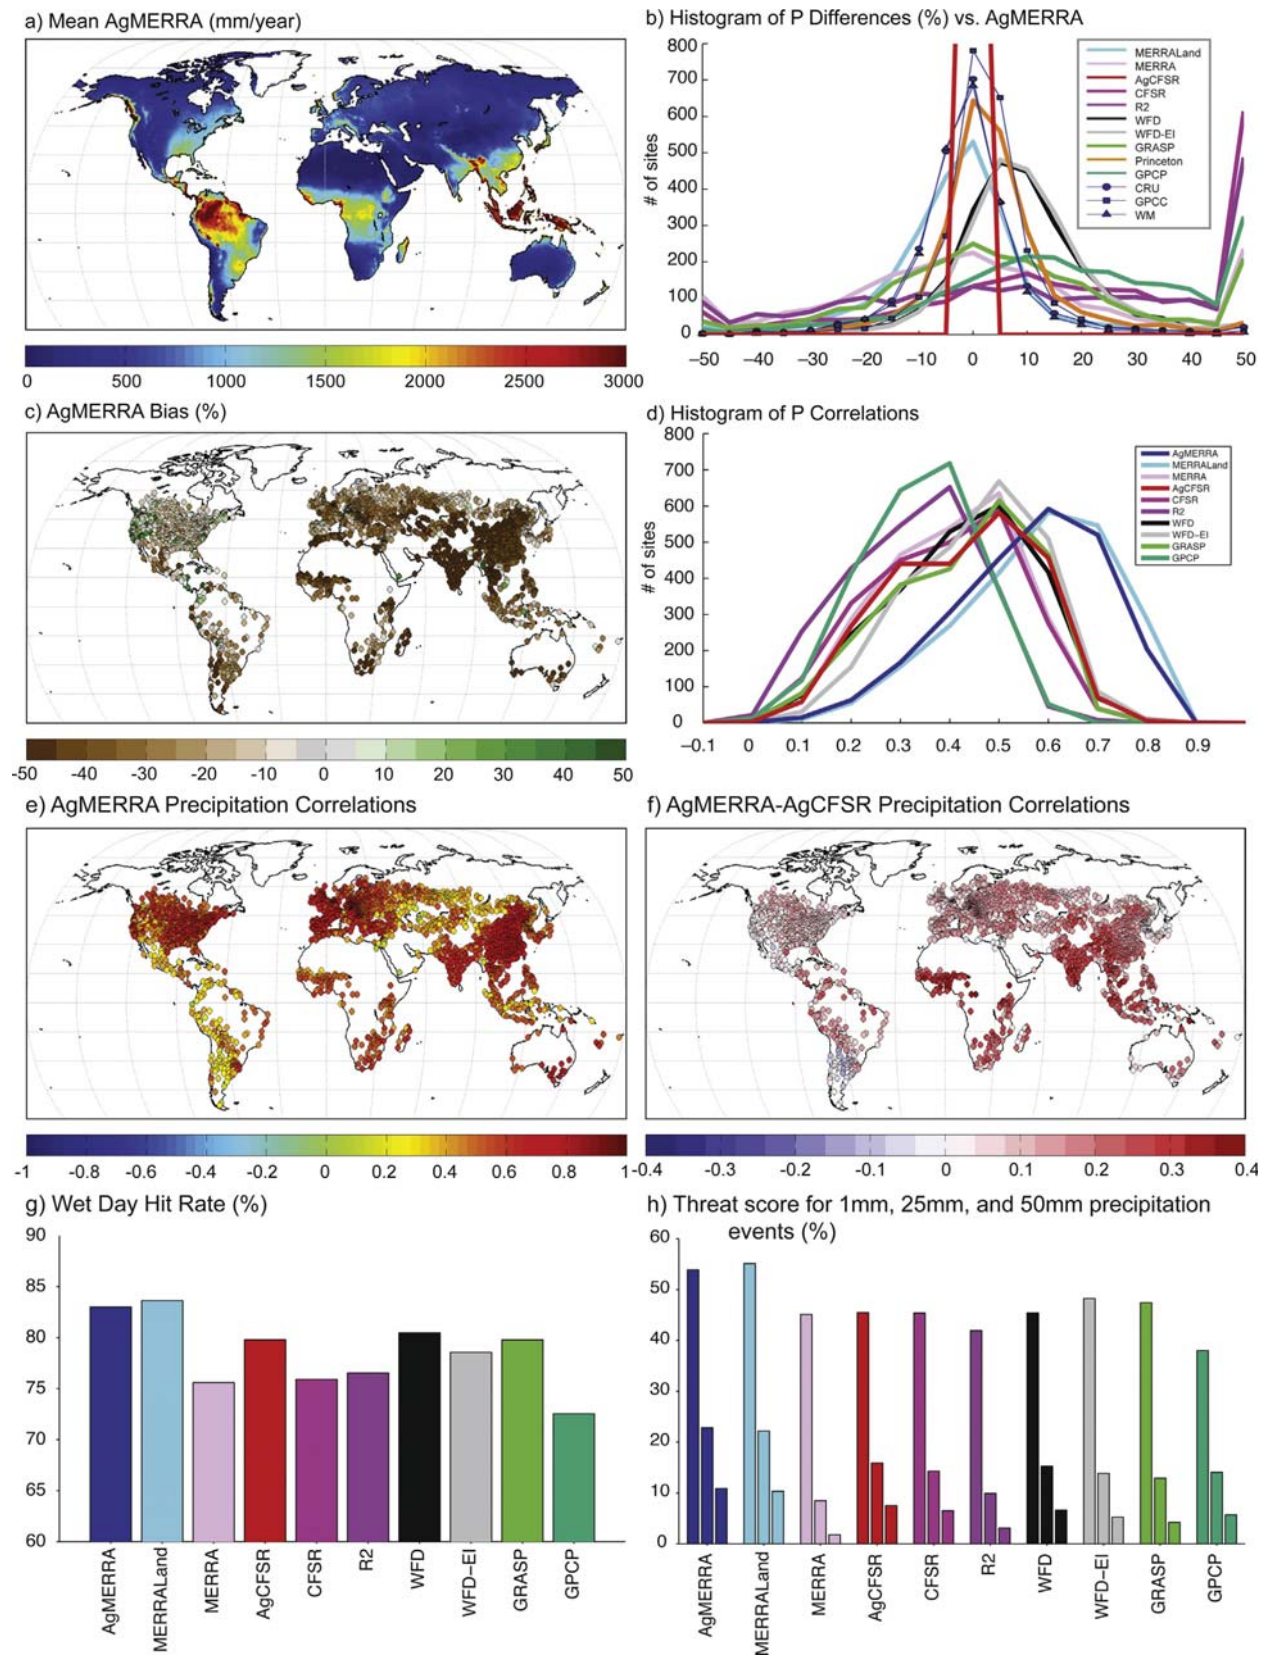 a) Mean AgMERRA (mm/year)
0 500 1000 1500 2000 2500 3000
b) Histogram of P Differences (%) vs. AgMERRA
# of sites
800
700
600
500
400
300
200
100
0
−50 −40 −30 −20 −10 0 10 20 30 40 50
MERRALand
MERRA
AgCFSR
CFSR
R2
WFD
WFD-EI
GRASP
Princeton
GPCP
CRU
GPCC
WM
c) AgMERRA Bias (%)
-50 -40 -30 -20 -10 0 10 20 30 40 50
d) Histogram of P Correlations
# of sites
800
700
600
500
400
300
200
100
0
−0.1 0 0.1 0.2 0.3 0.4 0.5 0.6 0.7 0.8 0.9
AgMERRA
MERRALand
MERRA
AgCFSR
CFSR
R2
WFD
WFD−EI
GRASP
GPCP
e) AgMERRA Precipitation Correlations
-1 -0.8 -0.6 -0.4 -0.2 0 0.2 0.4 0.6 0.8 1
f) AgMERRA-AgCFSR Precipitation Correlations
-0.4 -0.3 -0.2 -0.1 0 0.1 0.2 0.3 0.4
g) Wet Day Hit Rate (%)
90
85
80
75
70
65
60
AgMERRA
MERRALand
MERRA
AgCFSR
CFSR
R2
WFD
WFD−EI
GRASP
GPCP
h) Threat score for 1mm, 25mm, and 50mm precipitation
events (%)
60
50
40
30
20
10
0
AgMERRA
MERRALand
MERRA
AgCFSR
CFSR
R2
WFD
WFD−EI
GRASP
GPCP